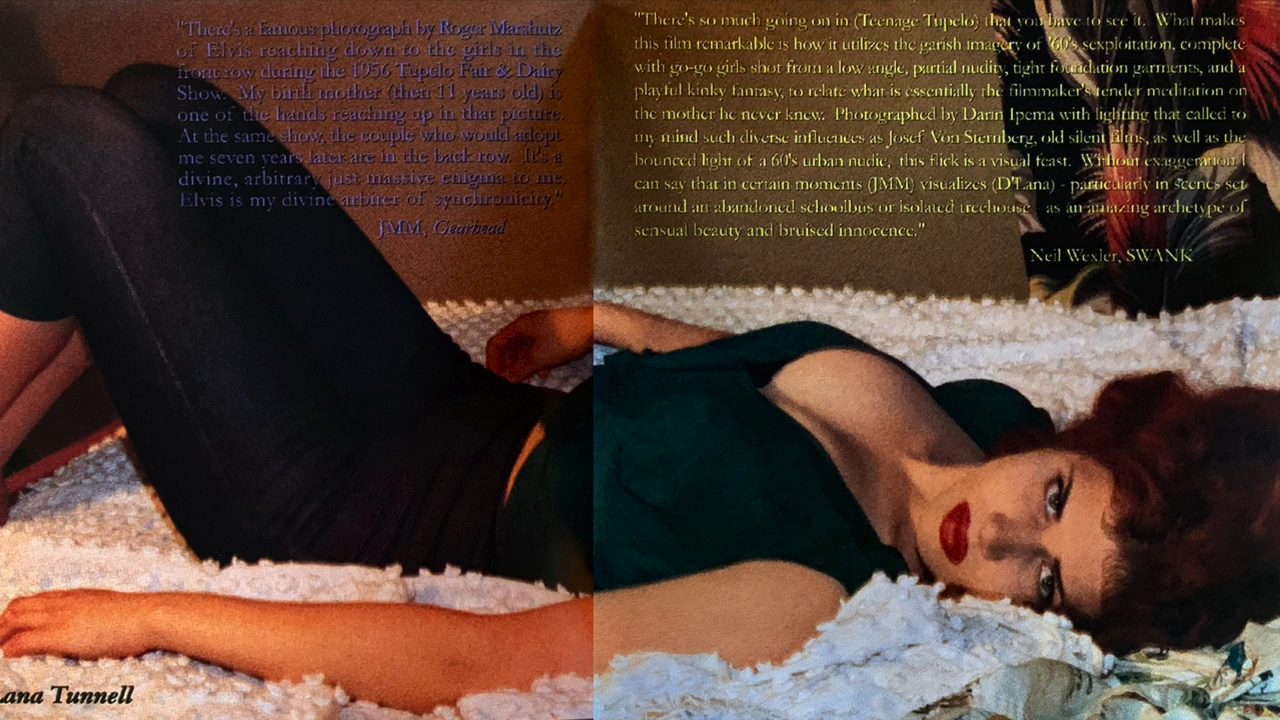 "There's a famous photograph by Roger Marshutz
of Elvis reaching down to the girls in the
front row during the 1956 Tupelo Fair & Dairy
Show. My birth mother (then 11 years old) is
one of the hands reaching up in that picture.
At the same show, the couple who would adopt
me seven years later are in the back row. It's a
divine, arbitrary just massive enigma to me.
Elvis is my divine arbiter of synchronicity."
JMM, Gearhead
"There's so much going on in (Teenage Tupelo) that you have to see it. What makes
this film remarkable is how it utilizes the garish imagery of '60's sexploitation, complete
with go-go girls shot from a low angle, partial nudity, tight foundation garments, and a
playful kinky fantasy, to relate what is essentially the filmmaker's tender meditation on
the mother he never knew. Photographed by Darin Ipema with lighting that called to
my mind such diverse influences as Josef Von Sternberg, old silent films, as well as the
bounced light of a 60's urban nudie, this flick is a visual feast. Without exaggeration I
can say that in certain moments (JMM) visualizes (D'Lana) - particularly in scenes set
around an abandoned schoolbus or isolated treehouse - as an amazing archetype of
sensual beauty and bruised innocence."
Neil Wexler, SWANK
ana Tunnell